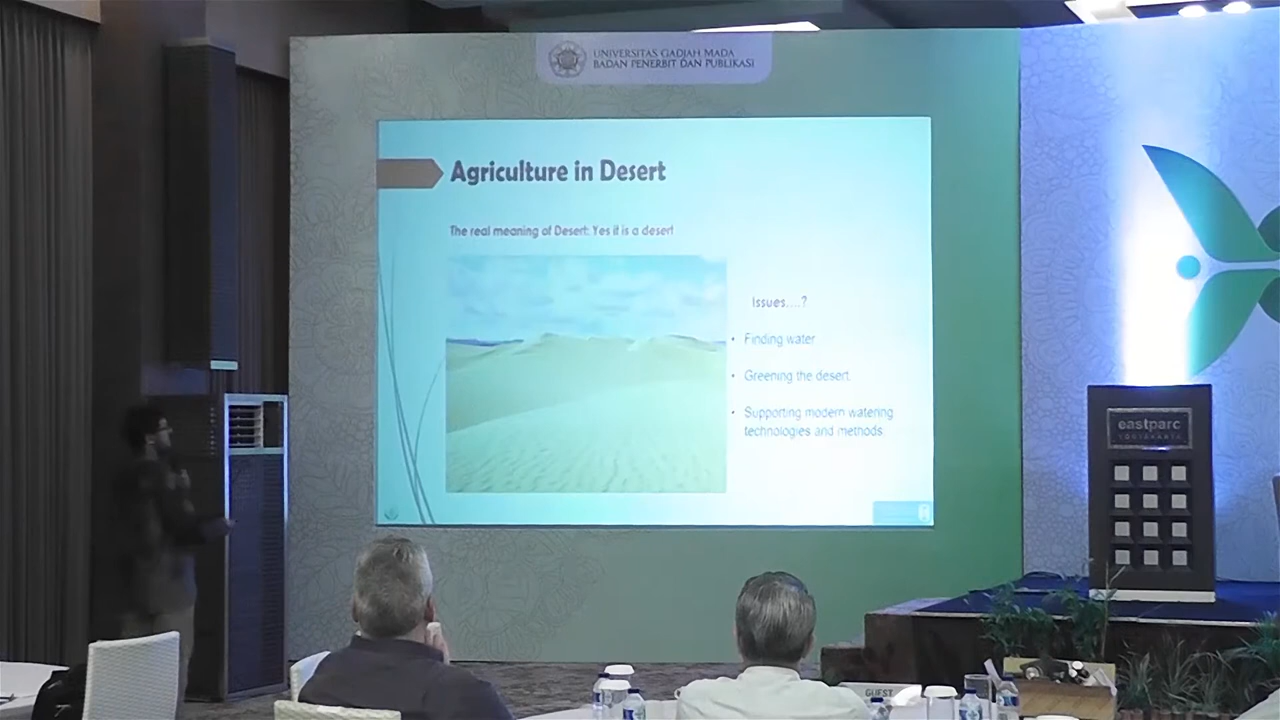 UNIVERSITAS GADJAH MADA
BADAN PENERBIT DAN PUBLIKASI
Agriculture in Desert
The real meaning of Desert: Yes it is a desert
Issues....?
• Finding water
• Greening the desert
• Supporting modern watering
technologies and methods
eastparc
YOGYAKARTA
GUEST